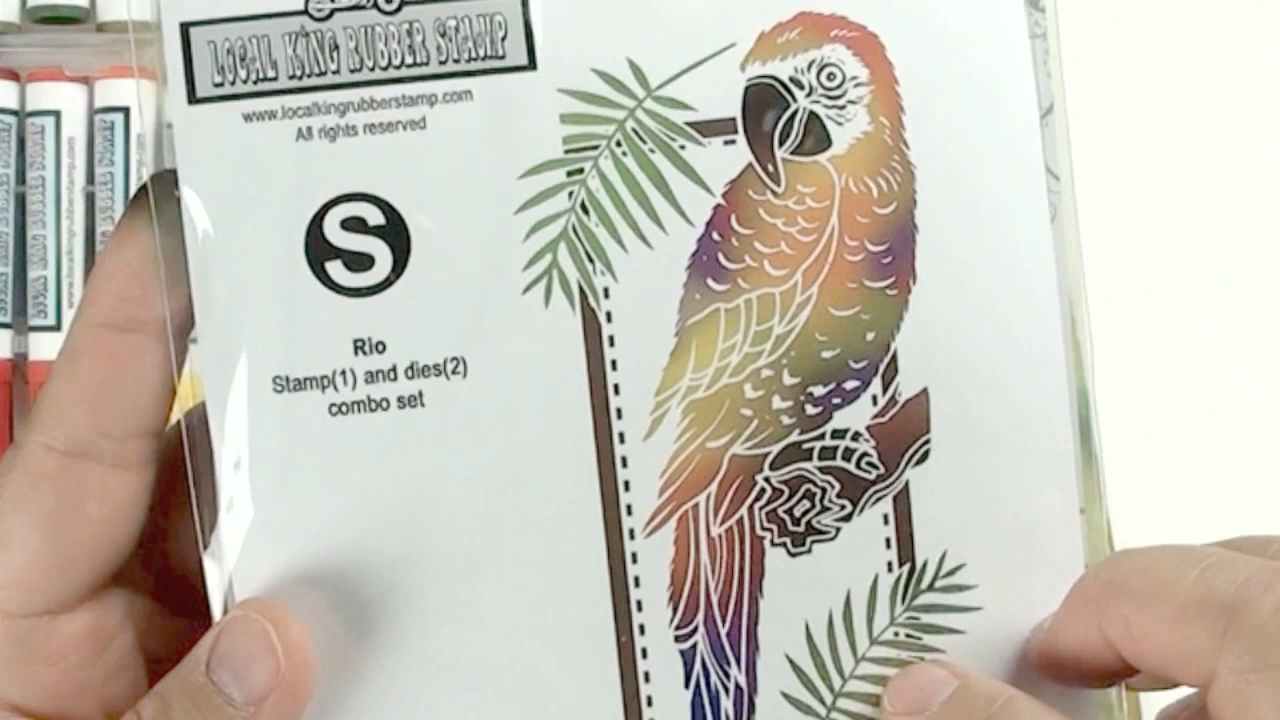 LOCAL KING RUBBER STAMP
www.localkingrubberstamp.com
All rights reserved
S
Rio
Stamp(1) and dies(2)
combo set